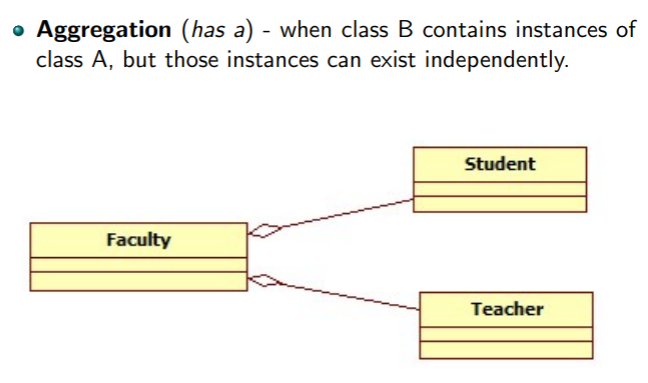 Aggregation (has a) - when class B contains instances of
class A, but those instances can exist independently.
Student
Faculty
Teacher